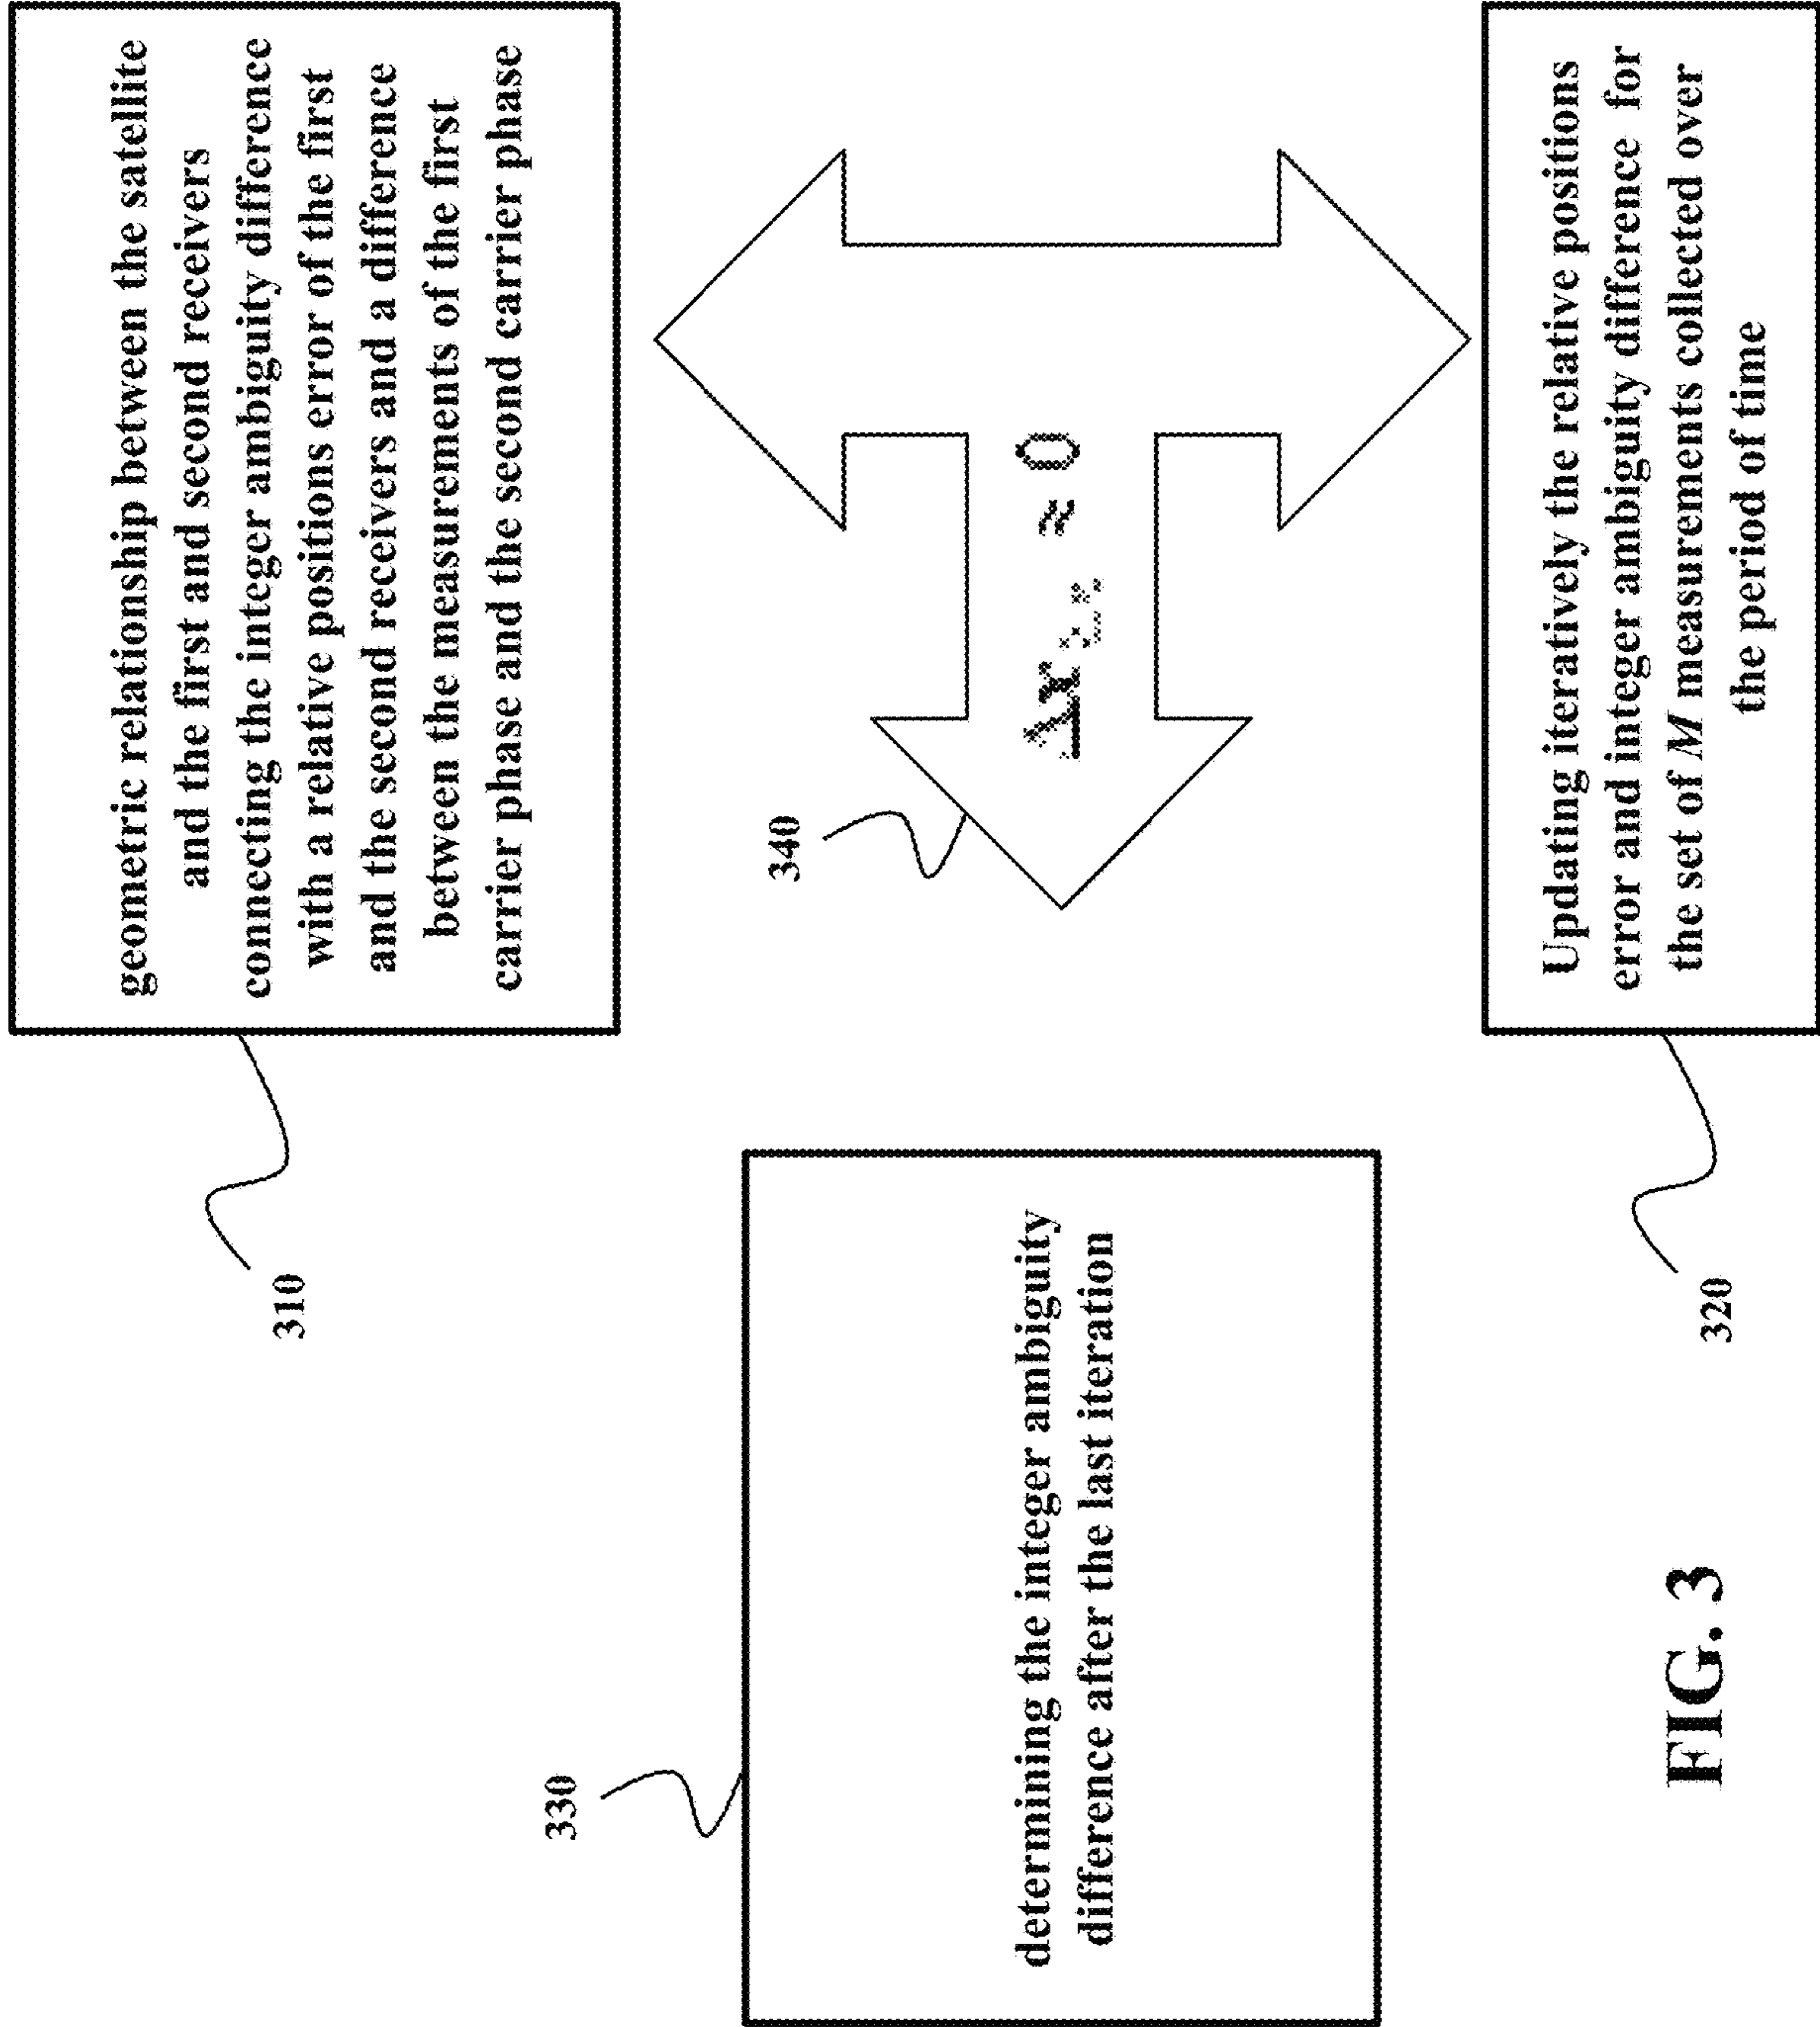 geometric relationship between the satellite
and the first and second receivers
connecting the integer ambiguity difference
with a relative positions error of the first
and the second receivers and a difference
between the measurements of the first
carrier phase and the second carrier phase
310
340
≈ 0
Updating iteratively the relative positions
error and integer ambiguity difference for
the set of M measurements collected over
the period of time
320
330
determining the integer ambiguity
difference after the last iteration
FIG. 3